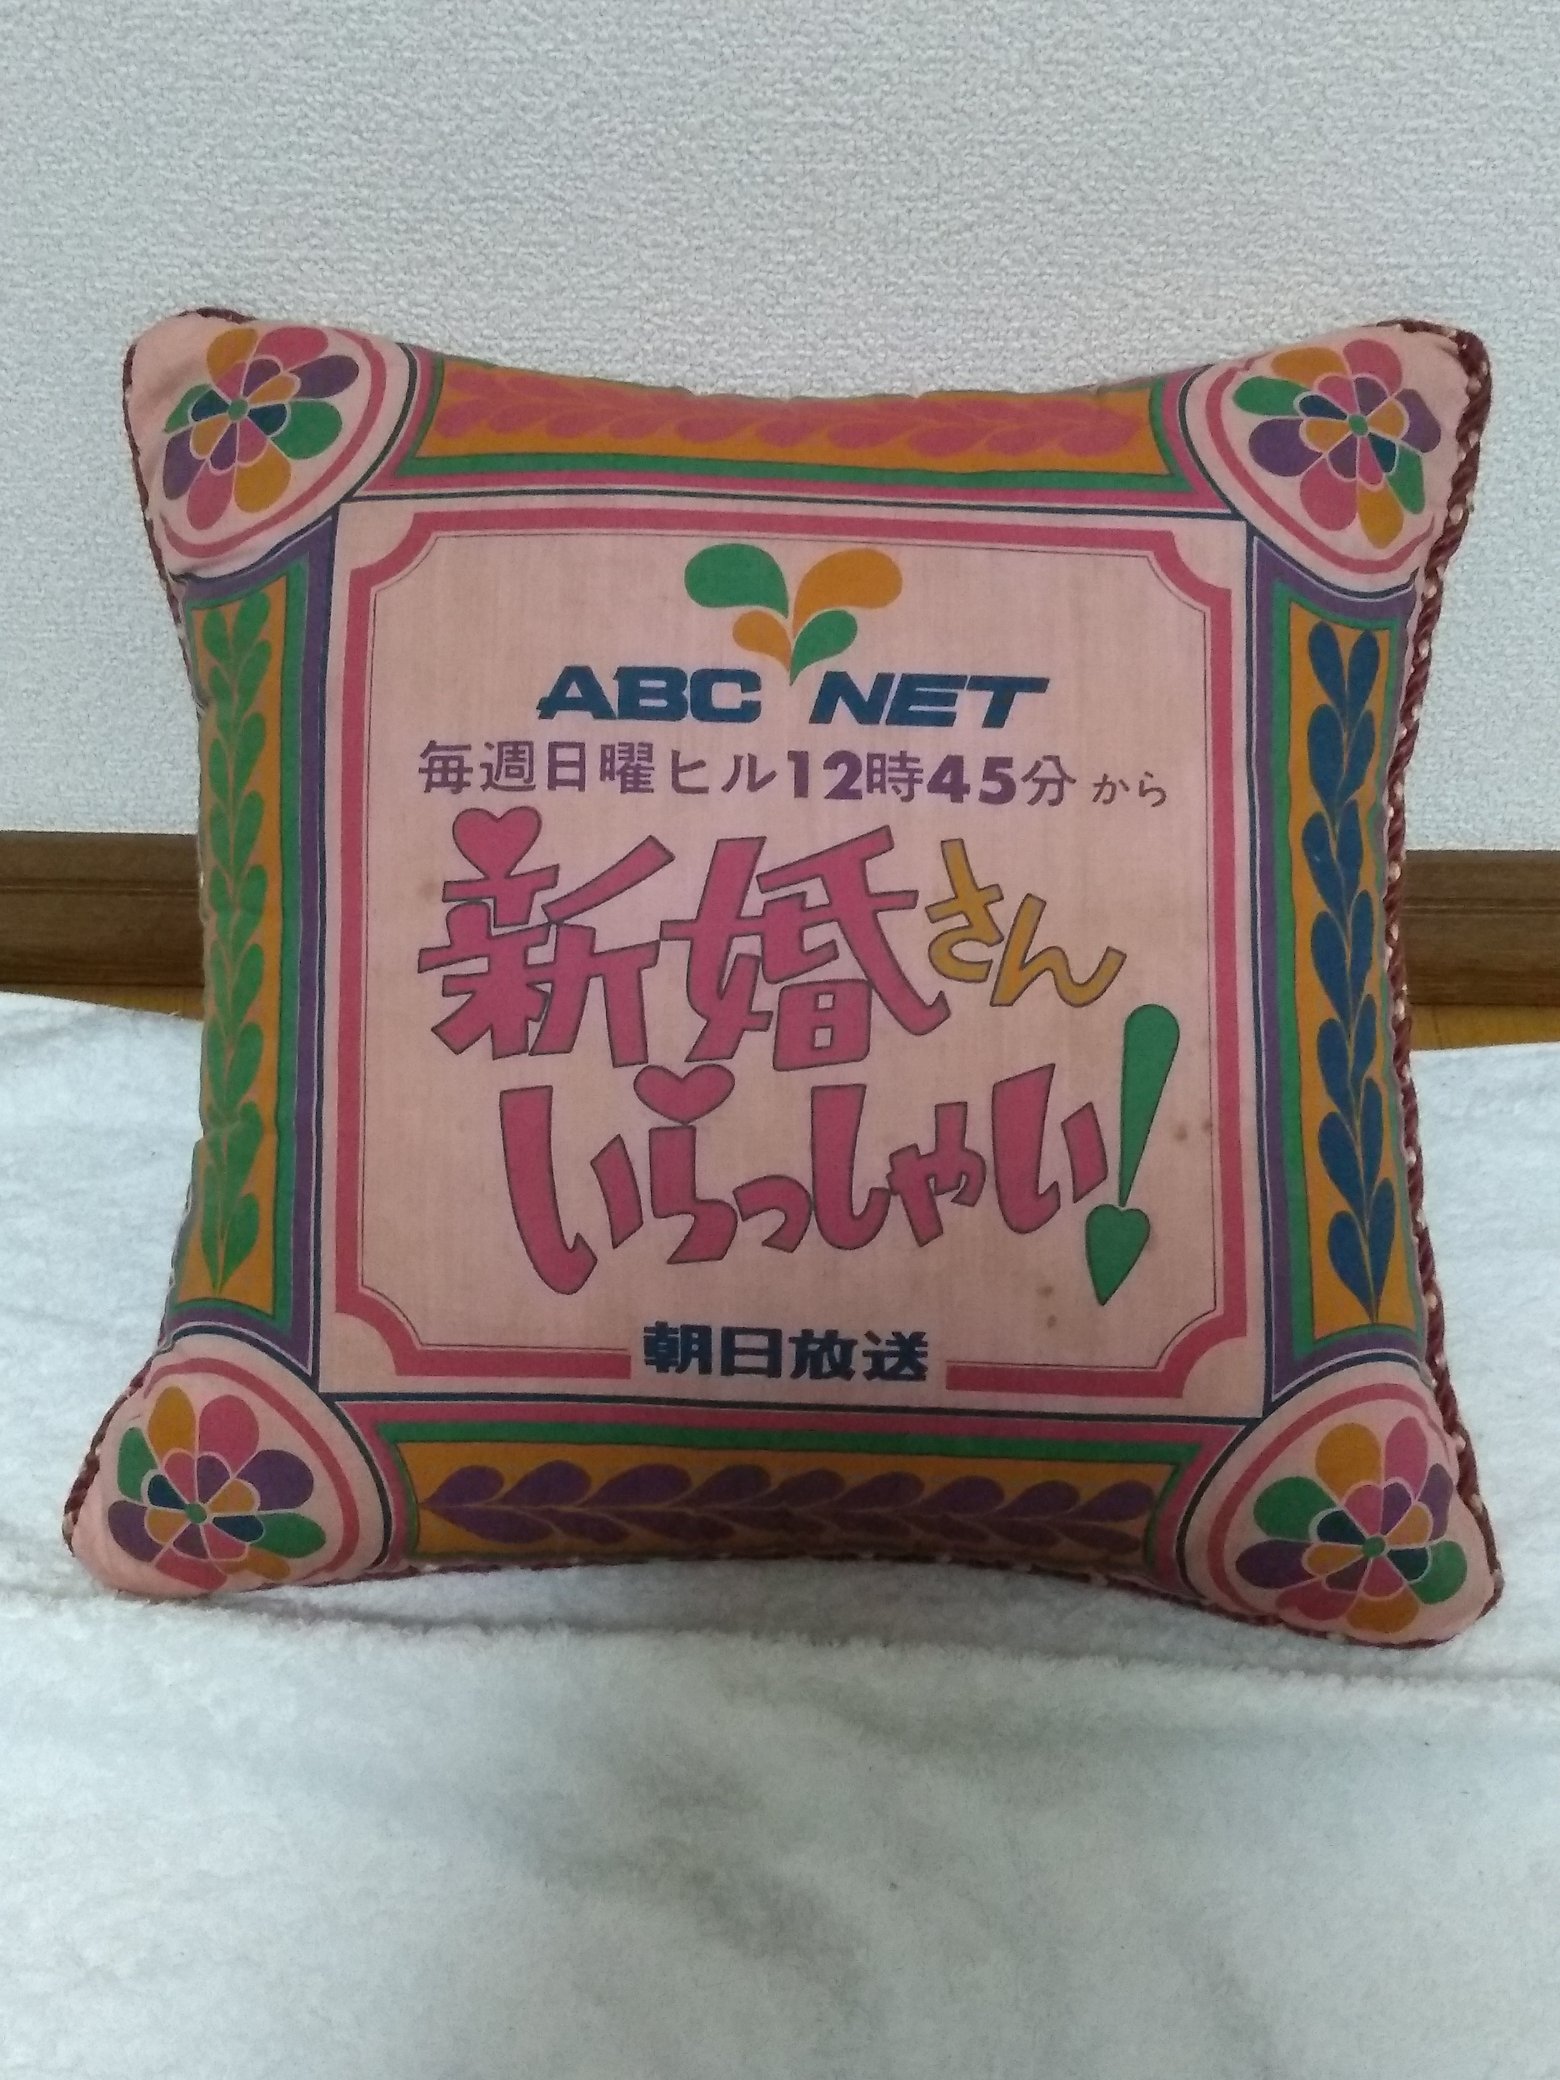 ABC NET
毎週日曜ヒル12時45分から
新婚さん
いらっしゃい!
朝日放送